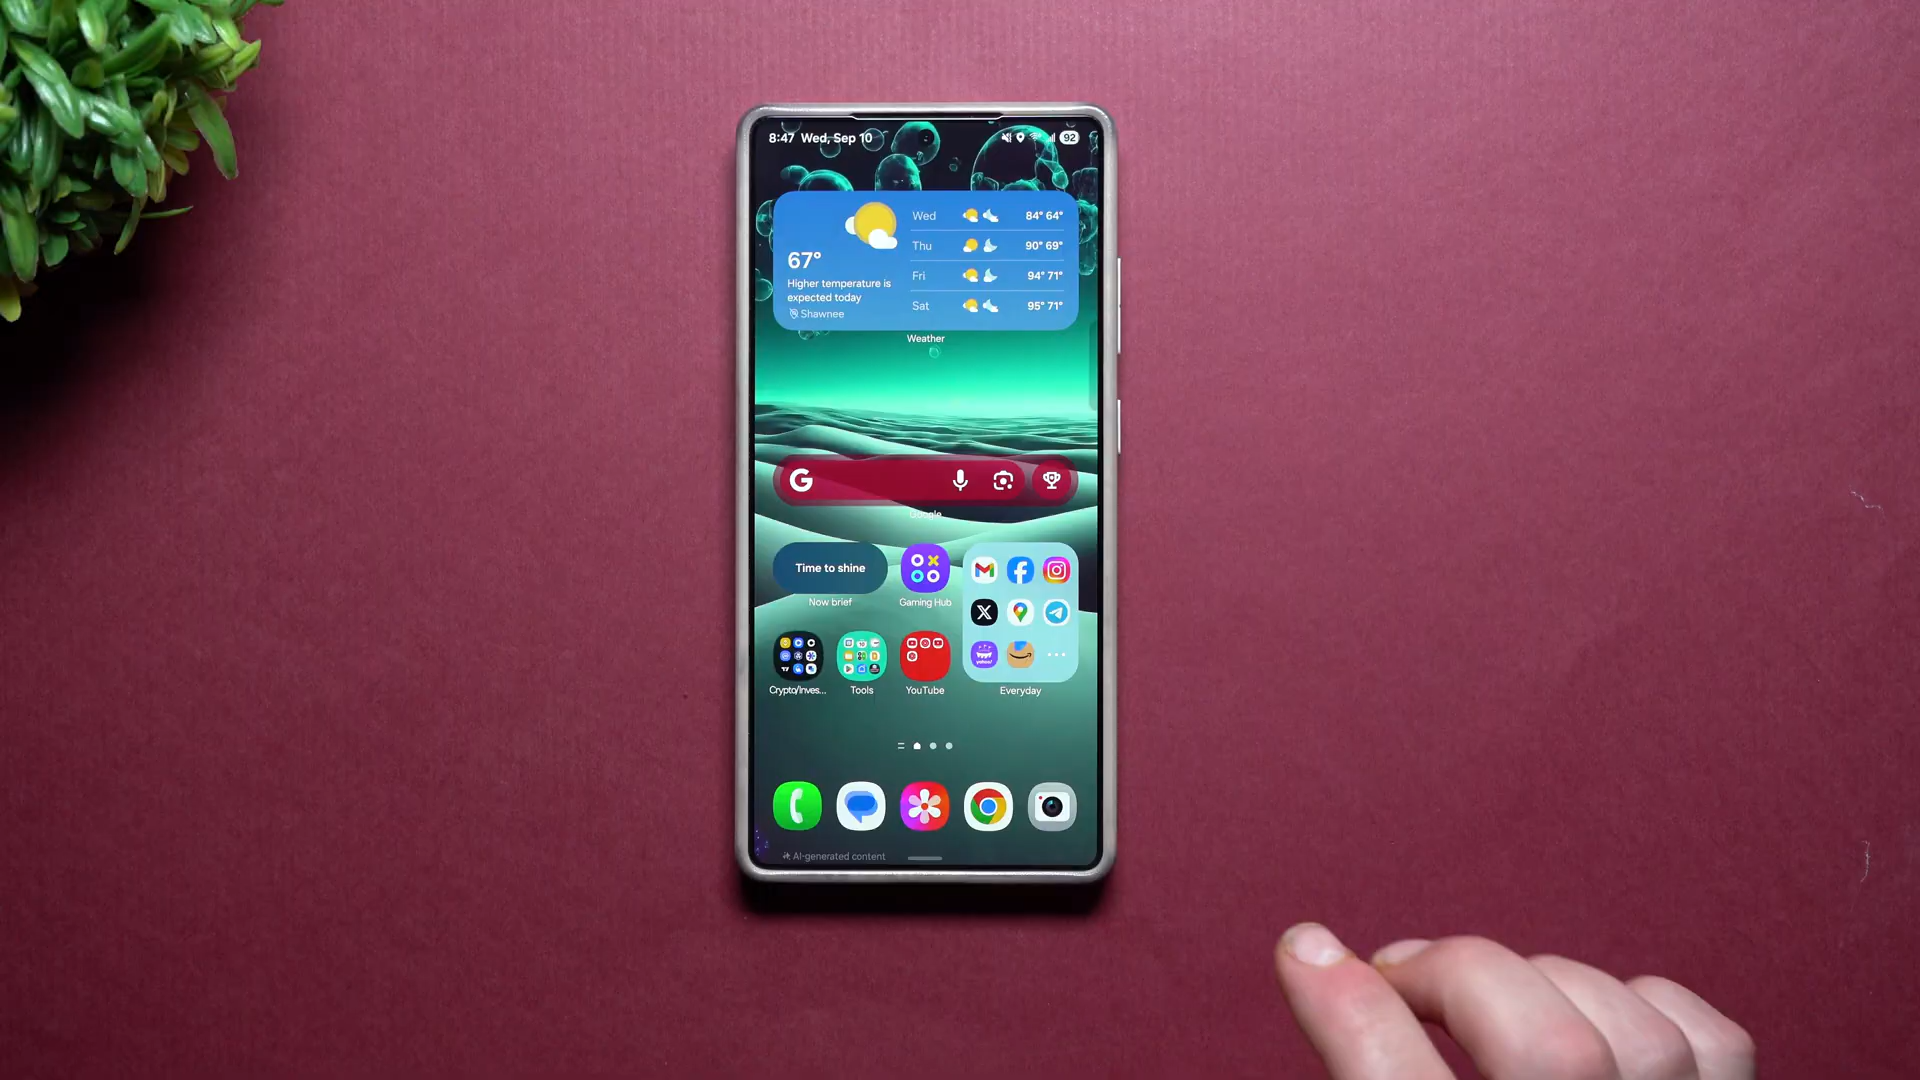 8:47 Wed, Sep 10
92
67°
Higher temperature is
expected today
Shawnee
Wed 84° 64°
Thu 90° 69°
Fri 94° 71°
Sat 95° 71°
Weather
G
Google
Time to shine
Now brief
Gaming Hub
Crypto/Inves...
Tools
YouTube
yahoo!
Everyday
AI-generated content